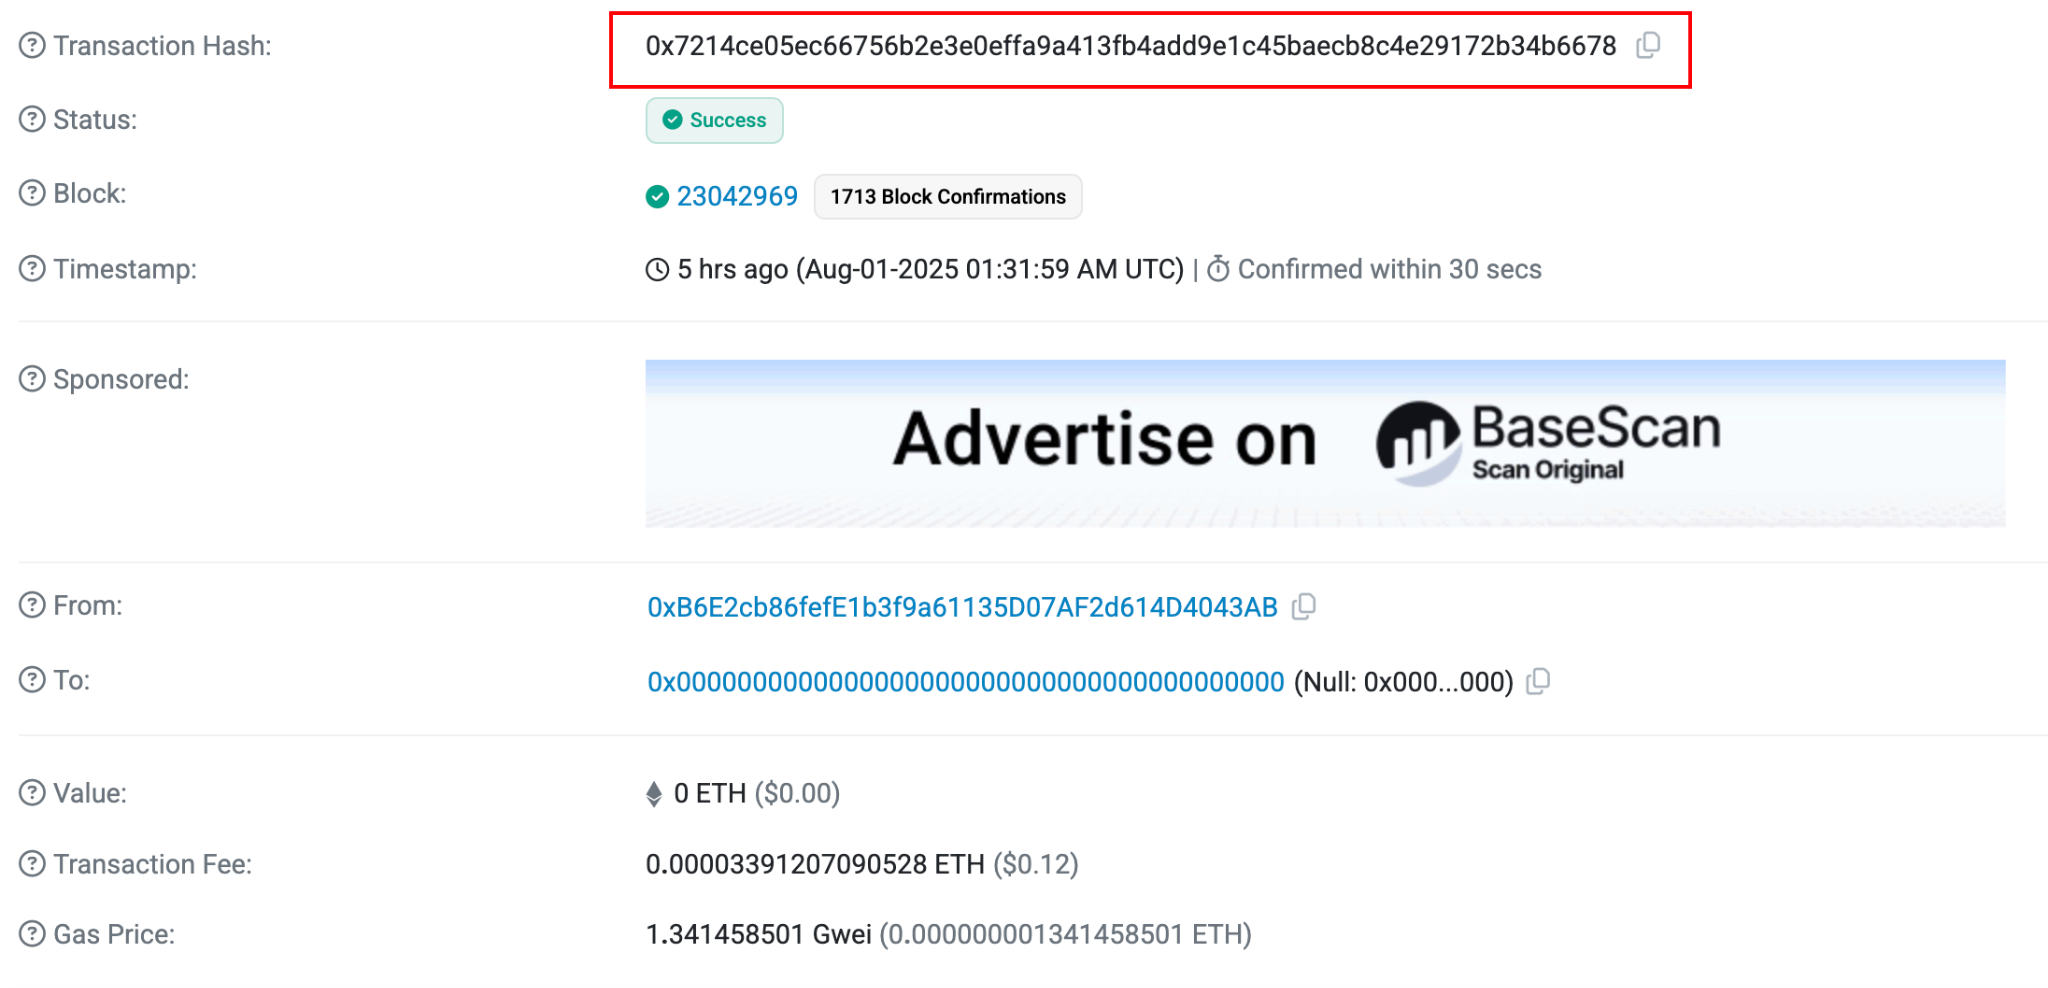 Transaction Hash: 0x7214ce05ec66756b2e3e0effa9a413fb4add9e1c45baecb8c4e29172b34b6678
Status: Success
Block: 23042969 1713 Block Confirmations
Timestamp: 5 hrs ago (Aug-01-2025 01:31:59 AM UTC) | Confirmed within 30 secs
Sponsored:
Advertise on BaseScan
Scan Original
From: 0xB6E2cb86fefE1b3f9a61135D07AF2d614D4043AB
To: 0x0000000000000000000000000000000000000000 (Null: 0x000...000)
Value: 0 ETH ($0.00)
Transaction Fee: 0.00003391207090528 ETH ($0.12)
Gas Price: 1.341458501 Gwei (0.000000001341458501 ETH)